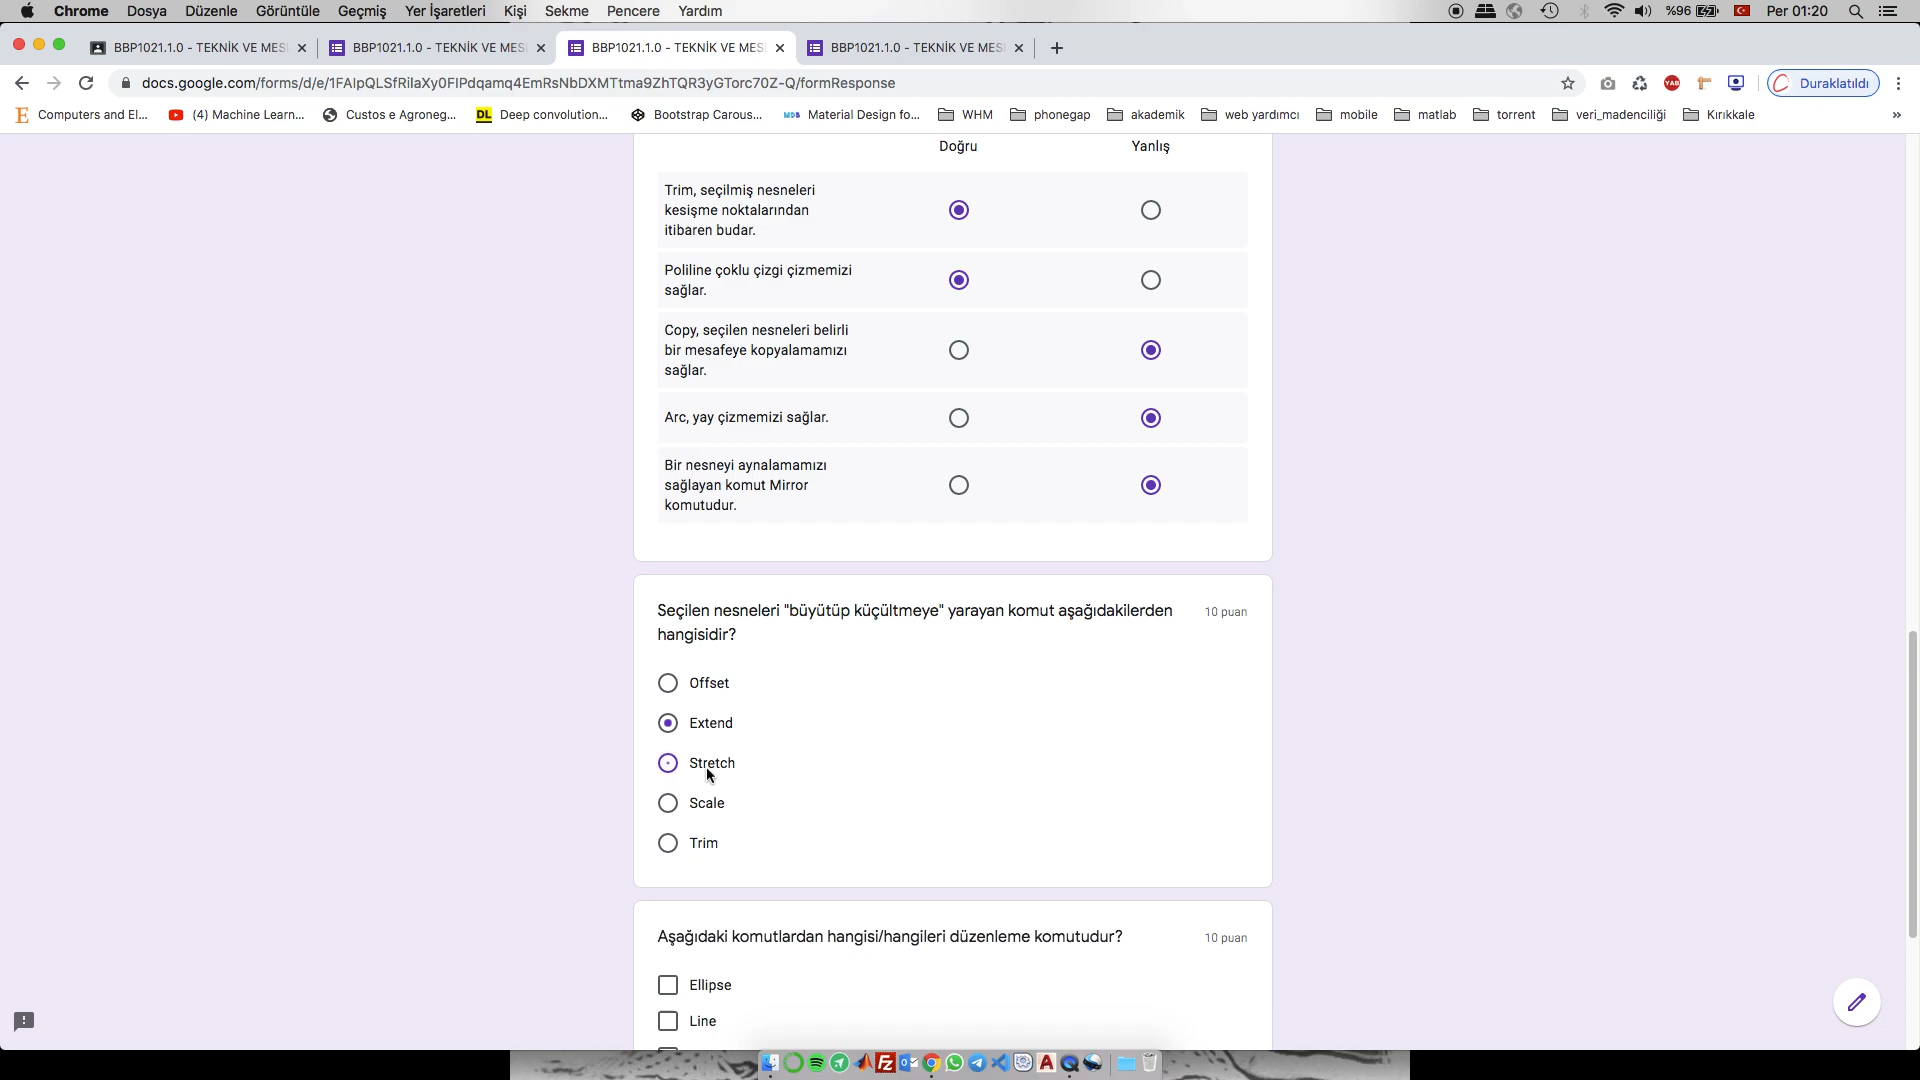 Chrome Dosya Düzenle Görüntüle Geçmiş Yer İşaretleri Kişi Sekme Pencere Yardım %96 Per 01:20
BBP1021.1.0 - TEKNİK VE MES BBP1021.1.0 - TEKNİK VE MES BBP1021.1.0 - TEKNİK VE MES BBP1021.1.0 - TEKNİK VE MES
docs.google.com/forms/d/e/1FAIpQLSfRilaXy0FIPdqamq4EmRsNbDXMTtma9ZhTQR3yGTorc70Z-Q/formResponse YAB Duraklatıldı
E Computers and El... (4) Machine Learn... Custos e Agroneg... DL Deep convolution... Bootstrap Carous... MDB Material Design fo... WHM phonegap akademik web yardımcı mobile matlab torrent veri_madenciliği Kırıkkale »
Doğru Yanlış
Trim, seçilmiş nesneleri
kesişme noktalarından
itibaren budar.
Poliline çoklu çizgi çizmemizi
sağlar.
Copy, seçilen nesneleri belirli
bir mesafeye kopyalamamızı
sağlar.
Arc, yay çizmemizi sağlar.
Bir nesneyi aynalamamızı
sağlayan komut Mirror
komutudur.
Seçilen nesneleri "büyütüp küçültmeye" yarayan komut aşağıdakilerden 10 puan
hangisidir?
Offset
Extend
Stretch
Scale
Trim
Aşağıdaki komutlardan hangisi/hangileri düzenleme komutudur? 10 puan
Ellipse
Line